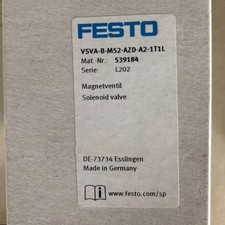 FESTO
VSVA-B-M52-AZD-A2-1T1L
Mat.-Nr.: 539184
Serie: L202
Magnetventil
Solenoid valve
DE-73734 Esslingen
Made in Germany
www.festo.com/sp